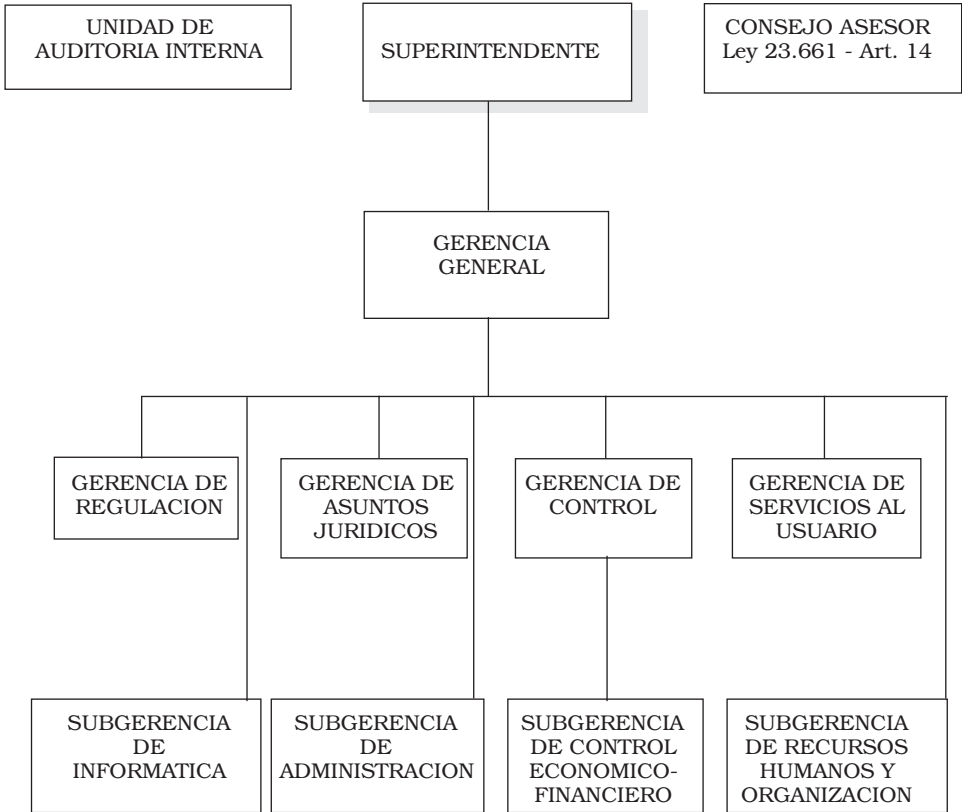 UNIDAD DE
AUDITORIA INTERNA
SUPERINTENDENTE
CONSEJO ASESOR
Ley 23.661 - Art. 14
GERENCIA
GENERAL
GERENCIA DE
REGULACION
GERENCIA DE
ASUNTOS
JURIDICOS
GERENCIA DE
CONTROL
GERENCIA DE
SERVICIOS AL
USUARIO
SUBGERENCIA
DE
INFORMATICA
SUBGERENCIA
DE
ADMINISTRACION
SUBGERENCIA
DE CONTROL
ECONOMICO-
FINANCIERO
SUBGERENCIA
DE RECURSOS
HUMANOS Y
ORGANIZACION